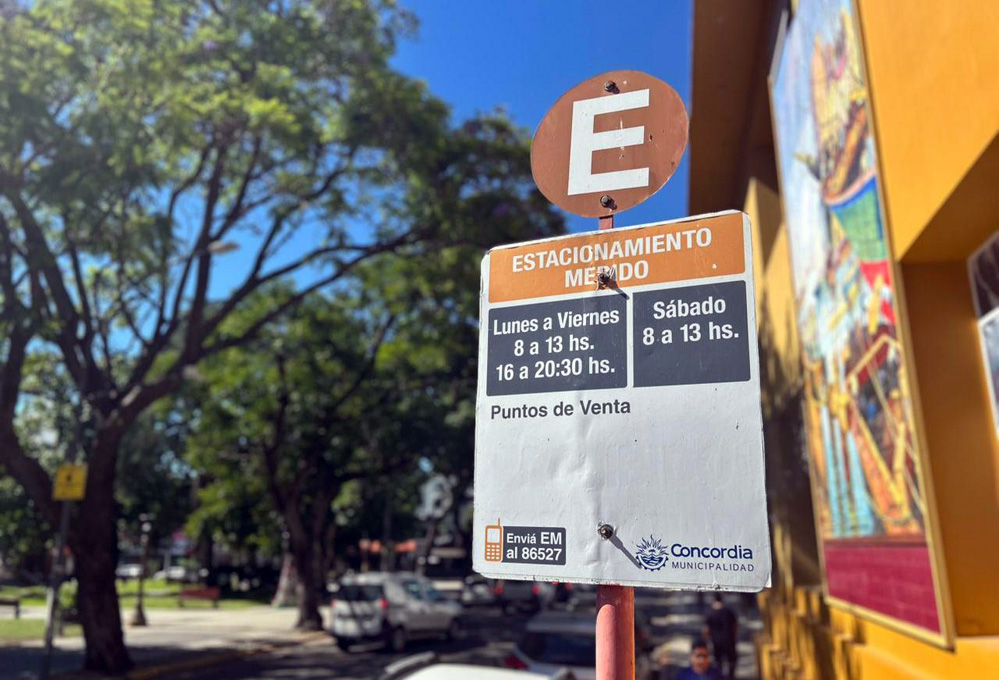 E
ESTACIONAMIENTO
MEDIDO
Lunes a Viernes
8 a 13 hs.
16 a 20:30 hs.
Sábado
8 a 13 hs.
Puntos de Venta
Enviá EM
al 86527
Concordia
MUNICIPALIDAD